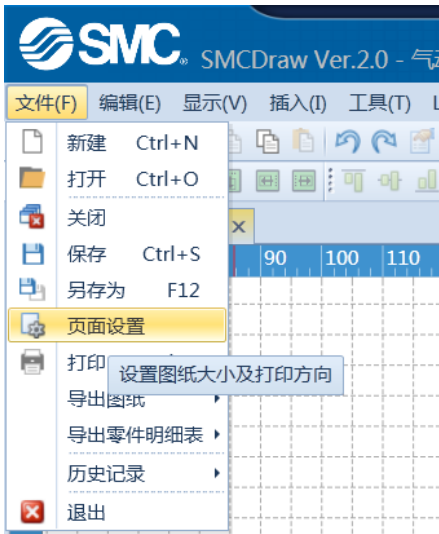 SMC
SMCDraw Ver.2.0 - 气
文件(F) 编辑(E) 显示(V) 插入(I) 工具(T)
新建 Ctrl+N
打开 Ctrl+O
关闭
保存 Ctrl+S
90 100 110
另存为 F12
页面设置
打印
设置图纸大小及打印方向
导出图纸
导出零件明细表
历史记录
退出